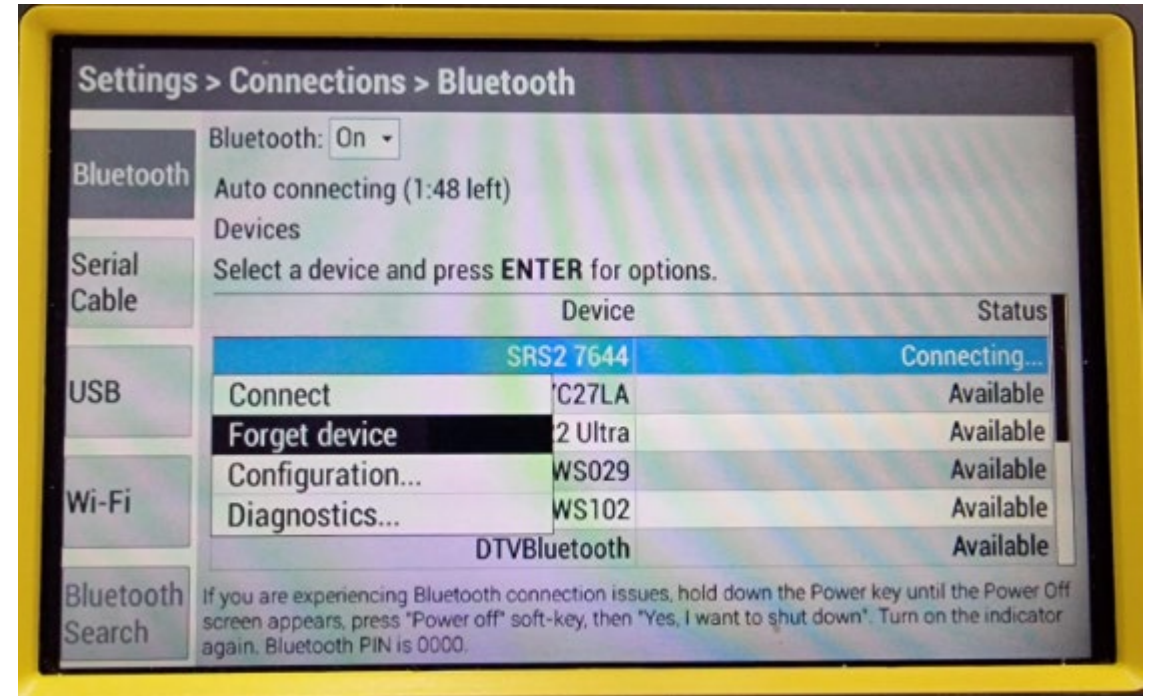 Settings > Connections > Bluetooth
Bluetooth
Serial
Cable
USB
Wi-Fi
Bluetooth
Search
Bluetooth: On
Auto connecting (1:48 left)
Devices
Select a device and press ENTER for options.
Device Status
SRS2 7644 Connecting...
C27LA Available
2 Ultra Available
WS029 Available
WS102 Available
DTVBluetooth Available
Connect
Forget device
Configuration...
Diagnostics...
If you are experiencing Bluetooth connection issues, hold down the Power key until the Power Off
screen appears, press "Power off" soft-key, then "Yes, I want to shut down". Turn on the indicator
again. Bluetooth PIN is 0000.